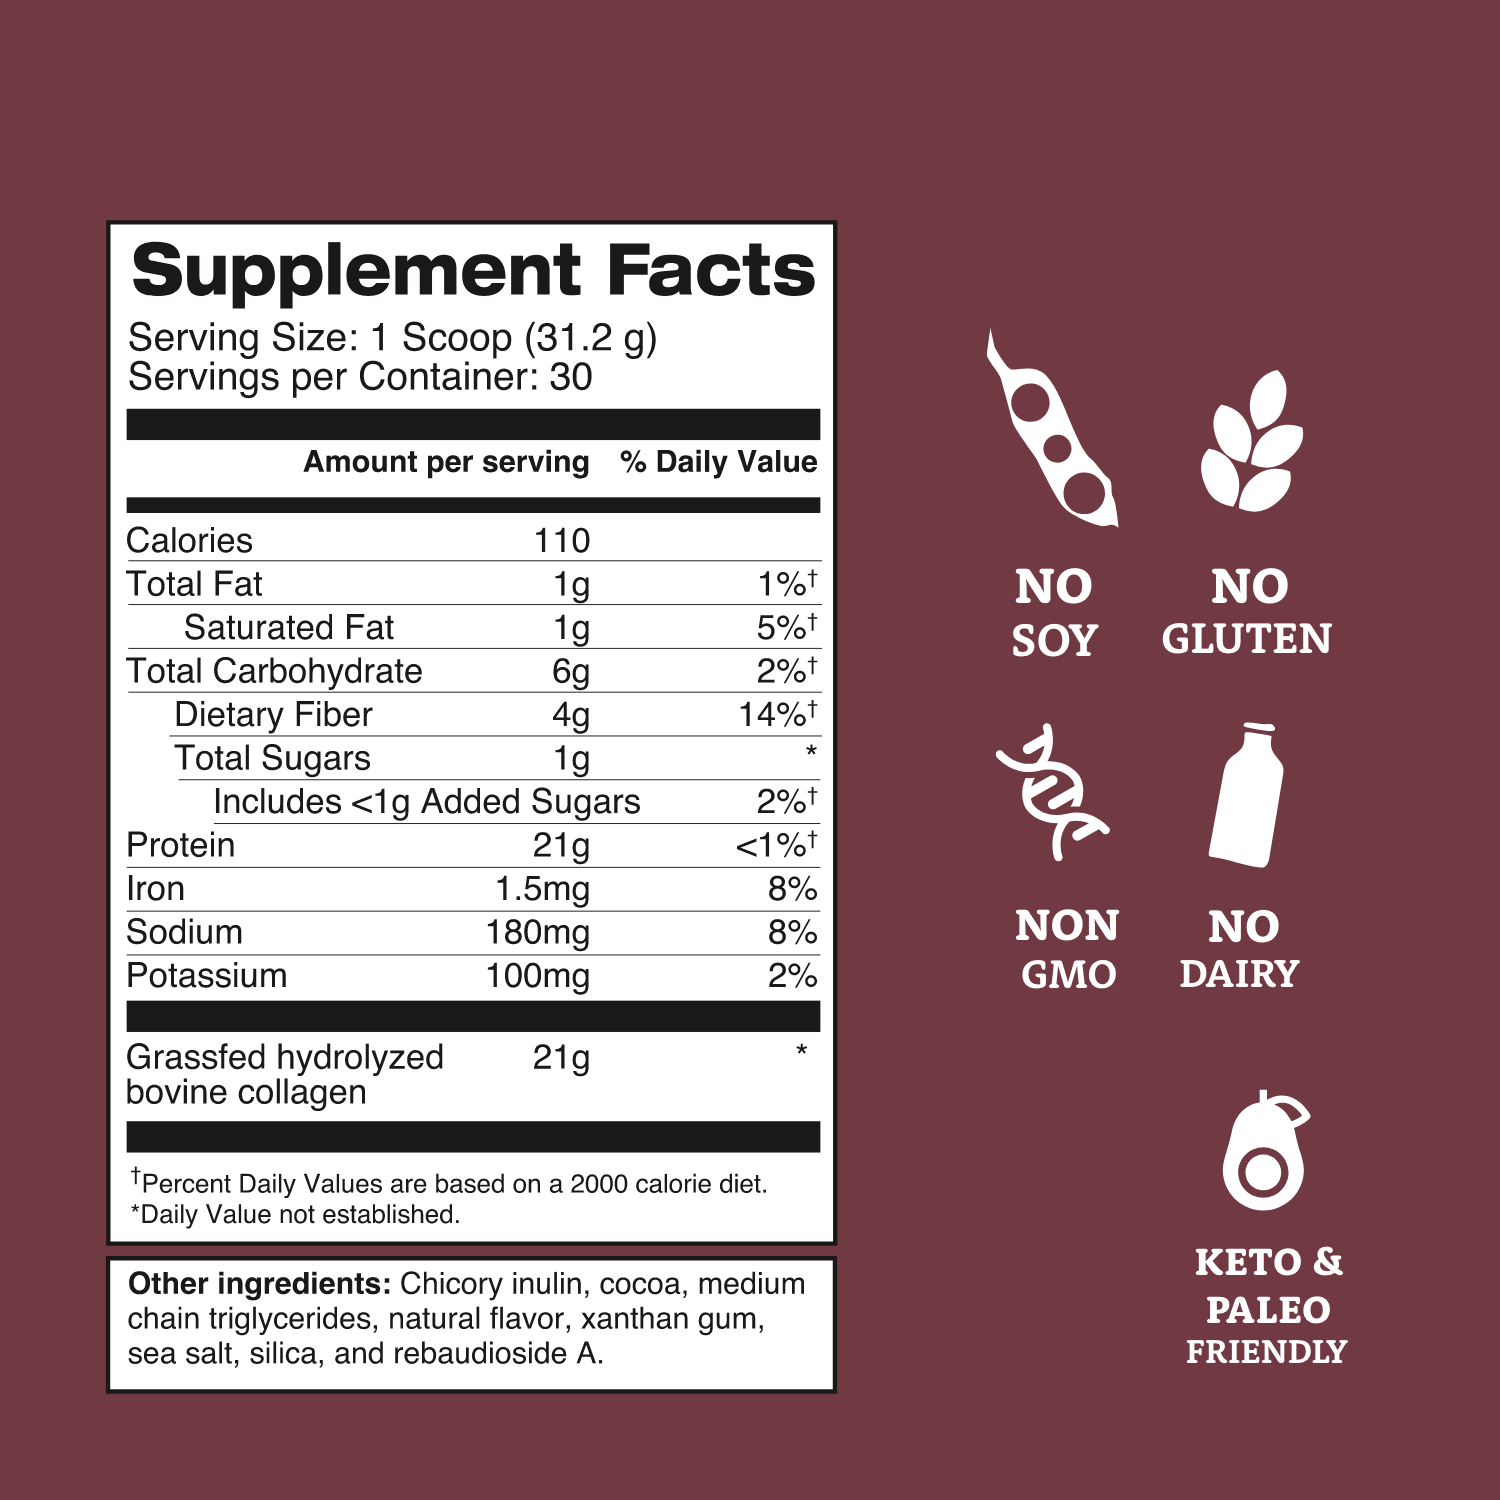 Supplement Facts
Serving Size: 1 Scoop (31.2 g)
Servings per Container: 30
Amount per serving % Daily Value
Calories 110
Total Fat 1g 1%†
Saturated Fat 1g 5%†
Total Carbohydrate 6g 2%†
Dietary Fiber 4g 14%†
Total Sugars 1g *
Includes <1g Added Sugars 2%†
Protein 21g <1%†
Iron 1.5mg 8%
Sodium 180mg 8%
Potassium 100mg 2%
Grassfed hydrolyzed 21g *
bovine collagen
†Percent Daily Values are based on a 2000 calorie diet.
*Daily Value not established.
Other ingredients: Chicory inulin, cocoa, medium
chain triglycerides, natural flavor, xanthan gum,
sea salt, silica, and rebaudioside A.
NO
SOY
NO
GLUTEN
NON
GMO
NO
DAIRY
KETO &
PALEO
FRIENDLY